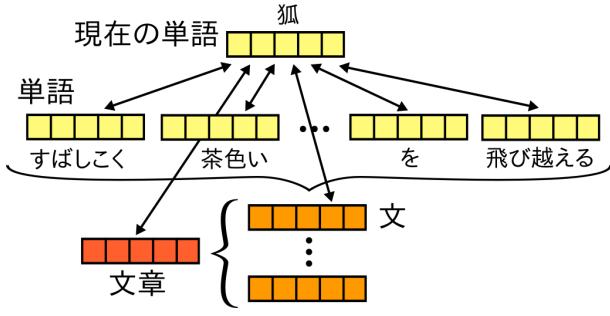 狐
現在の単語
単語
すばしこく 茶色い … を 飛び越える
文
文章